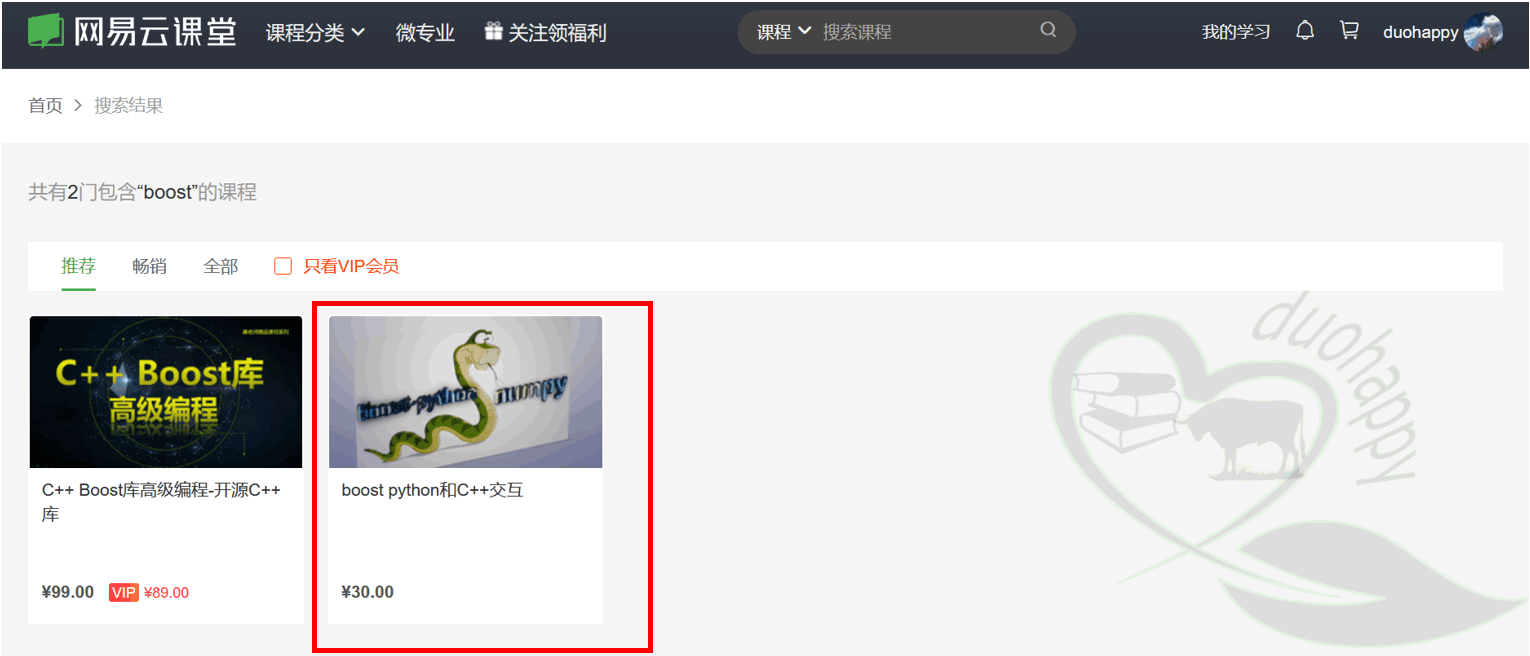 网易云课堂 课程分类 微专业 关注领福利 课程 搜索课程 我的学习 duohappy
首页 > 搜索结果
共有2门包含“boost”的课程
推荐 畅销 全部 只看VIP会员
C++ Boost库
高级编程
boost-python numpy
duohappy
C++ Boost库高级编程-开源C++
库
boost python和C++交互
¥99.00 VIP ¥89.00
¥30.00